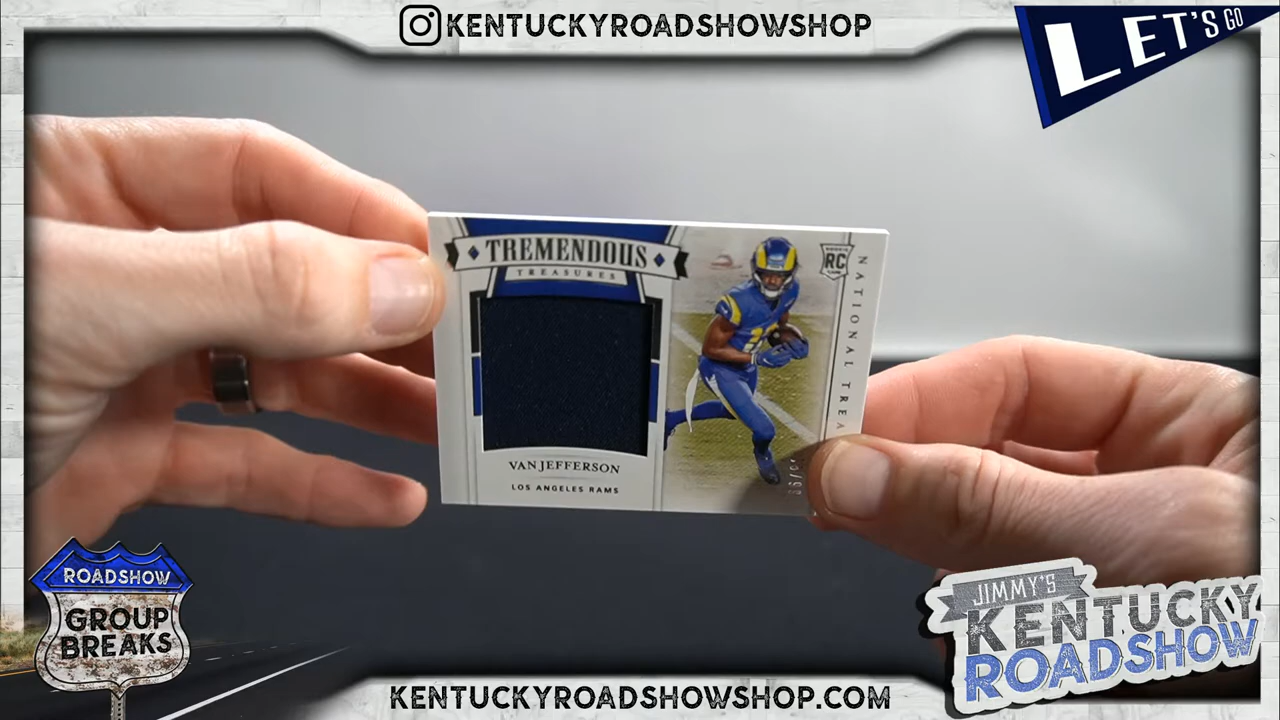 KENTUCKYROADSHOWSHOP
LET'S GO
TREMENDOUS
TREASURES
ROOKIE
RC
NATIONAL TREA
VAN JEFFERSON
LOS ANGELES RAMS
ROADSHOW
GROUP
BREAKS
JIMMY'S
KENTUCKY
ROADSHOW
KENTUCKYROADSHOWSHOP.COM